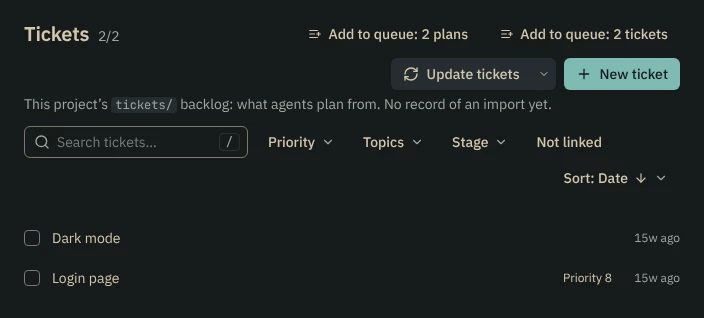 Tickets 2/2
Add to queue: 2 plans
Add to queue: 2 tickets
Update tickets
New ticket
This project's tickets/ backlog: what agents plan from. No record of an import yet.
Search tickets... /
Priority
Topics
Stage
Not linked
Sort: Date ↓
Dark mode 15w ago
Login page Priority 8 15w ago